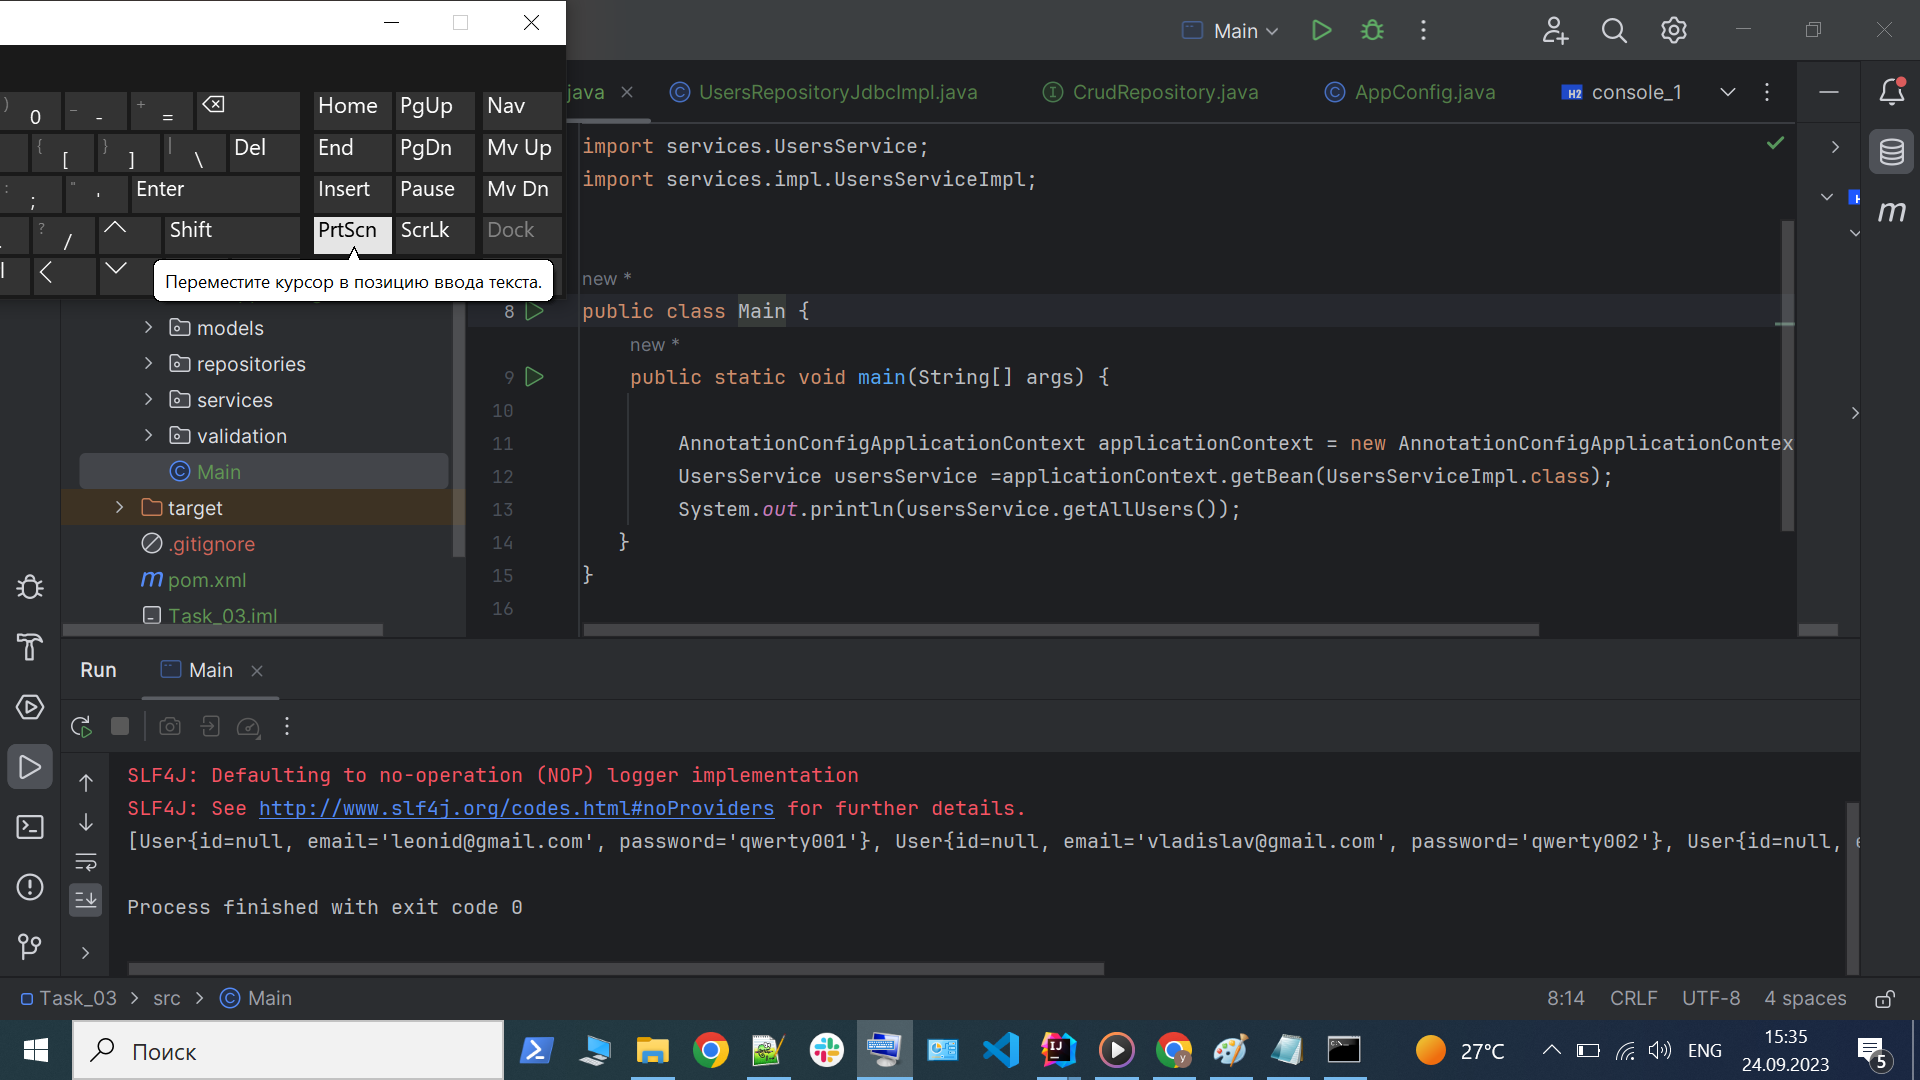 Main
) 0 _ - + =
Home PgUp Nav
{ [ } ] | \ Del
End PgDn Mv Up
: ; " ' Enter
Insert Pause Mv Dn
? / Shift
PrtScn ScrLk Dock
Переместите курсор в позицию ввода текста.
java UsersRepositoryJdbcImpl.java CrudRepository.java AppConfig.java H2 console_1
import services.UsersService;
import services.impl.UsersServiceImpl;
new *
8 public class Main {
new *
9 public static void main(String[] args) {
10
11 AnnotationConfigApplicationContext applicationContext = new AnnotationConfigApplicationContex
12 UsersService usersService =applicationContext.getBean(UsersServiceImpl.class);
13 System.out.println(usersService.getAllUsers());
14 }
15 }
16
models
repositories
services
validation
Main
target
.gitignore
m pom.xml
Task_03.iml
m
Run Main
SLF4J: Defaulting to no-operation (NOP) logger implementation
SLF4J: See http://www.slf4j.org/codes.html#noProviders for further details.
[User{id=null, email='leonid@gmail.com', password='qwerty001'}, User{id=null, email='vladislav@gmail.com', password='qwerty002'}, User{id=null,
Process finished with exit code 0
Task_03 > src > Main
8:14 CRLF UTF-8 4 spaces
Поиск
27°C ENG 15:35
24.09.2023
5